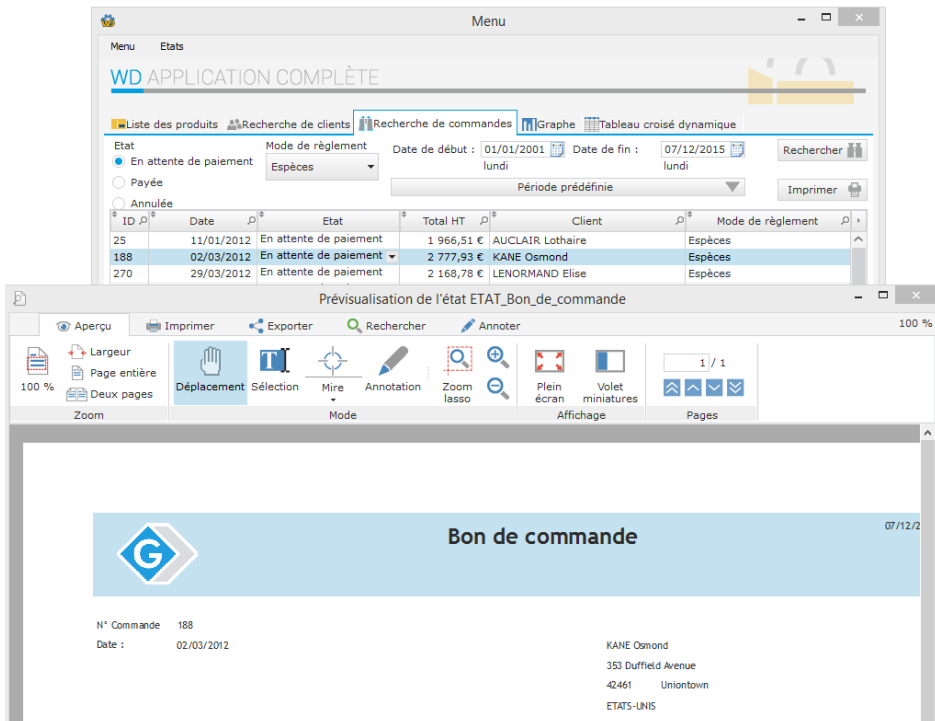 Menu
Menu Etats
WD APPLICATION COMPLÈTE
Liste des produits Recherche de clients Recherche de commandes Graphe Tableau croisé dynamique
Etat Mode de règlement Date de début : 01/01/2001 Date de fin : 07/12/2015 Rechercher
En attente de paiement Espèces lundi lundi
Payée Période prédéfinie Imprimer
Annulée
ID Date Etat Total HT Client Mode de règlement
25 11/01/2012 En attente de paiement 1 966,51 € AUCLAIR Lothaire Espèces
188 02/03/2012 En attente de paiement 2 777,93 € KANE Osmond Espèces
270 29/03/2012 En attente de paiement 2 168,78 € LENORMAND Elise Espèces
Prévisualisation de l'état ETAT_Bon_de_commande
Aperçu Imprimer Exporter Rechercher Annoter 100 %
Largeur
Page entière
Deux pages
100 % Déplacement Sélection Mire Annotation Zoom lasso Plein écran Volet miniatures 1 / 1
Zoom Mode Affichage Pages
G Bon de commande 07/12/2
N° Commande 188
Date : 02/03/2012
KANE Osmond
353 Duffield Avenue
42461 Uniontown
ETATS-UNIS